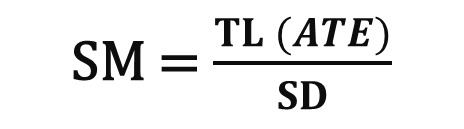 SM = TL (ATE) / SD